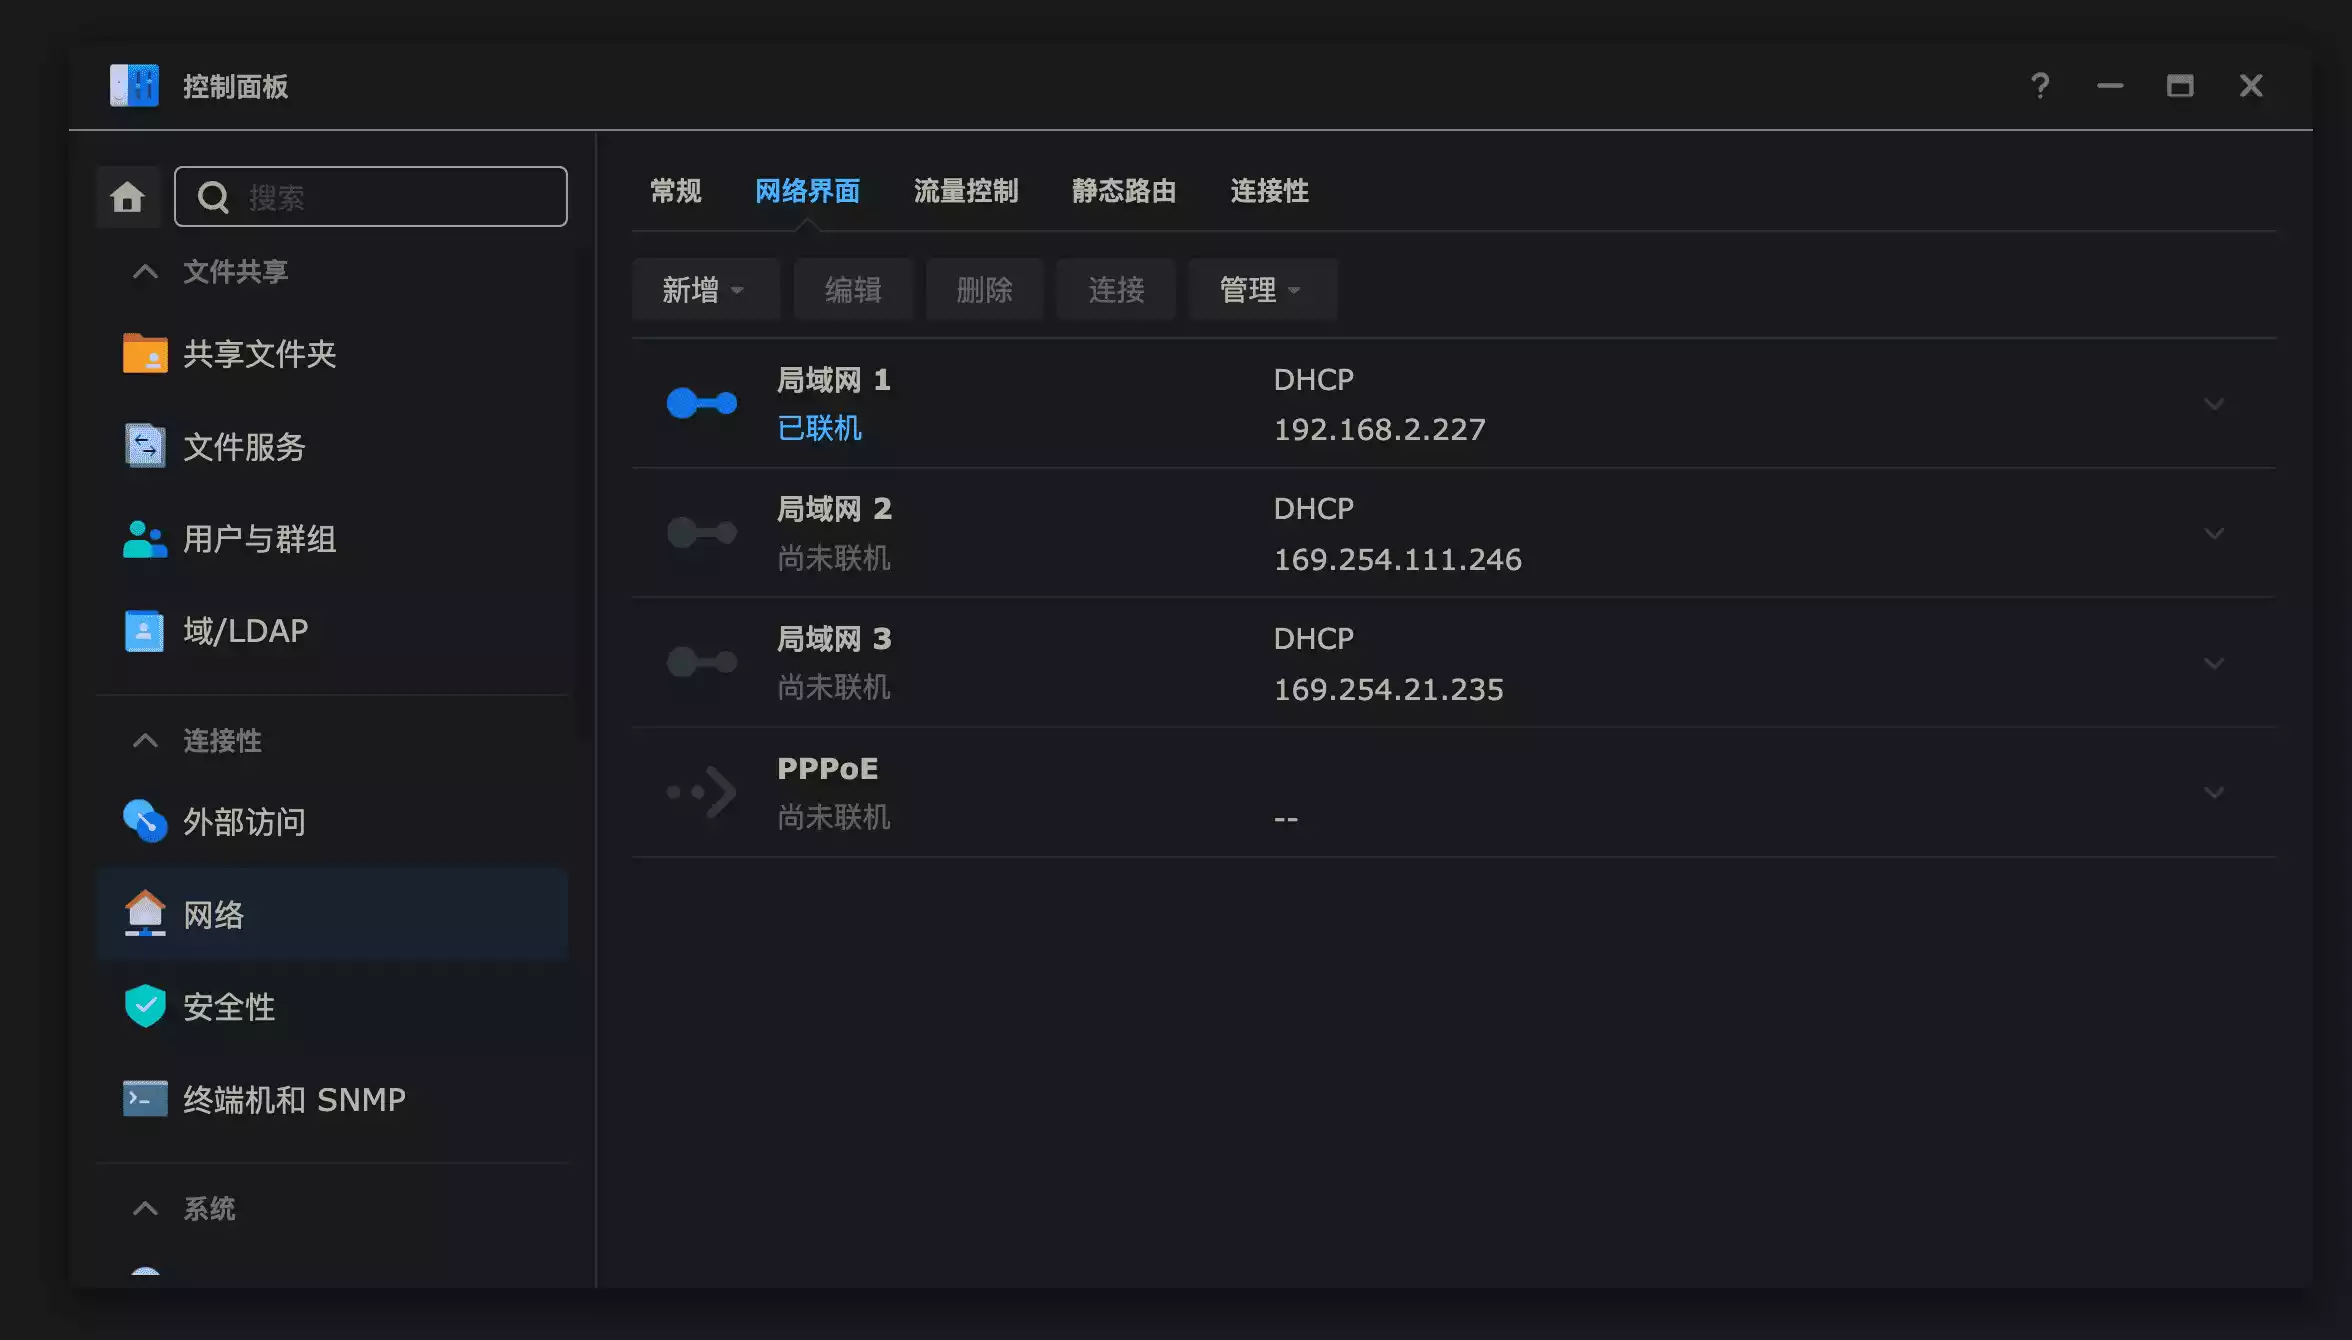 控制面板
搜索
文件共享
共享文件夹
文件服务
用户与群组
域/LDAP
连接性
外部访问
网络
安全性
终端机和 SNMP
系统
常规 网络界面 流量控制 静态路由 连接性
新增 编辑 删除 连接 管理
局域网 1 DHCP
已联机 192.168.2.227
局域网 2 DHCP
尚未联机 169.254.111.246
局域网 3 DHCP
尚未联机 169.254.21.235
PPPoE
尚未联机 --